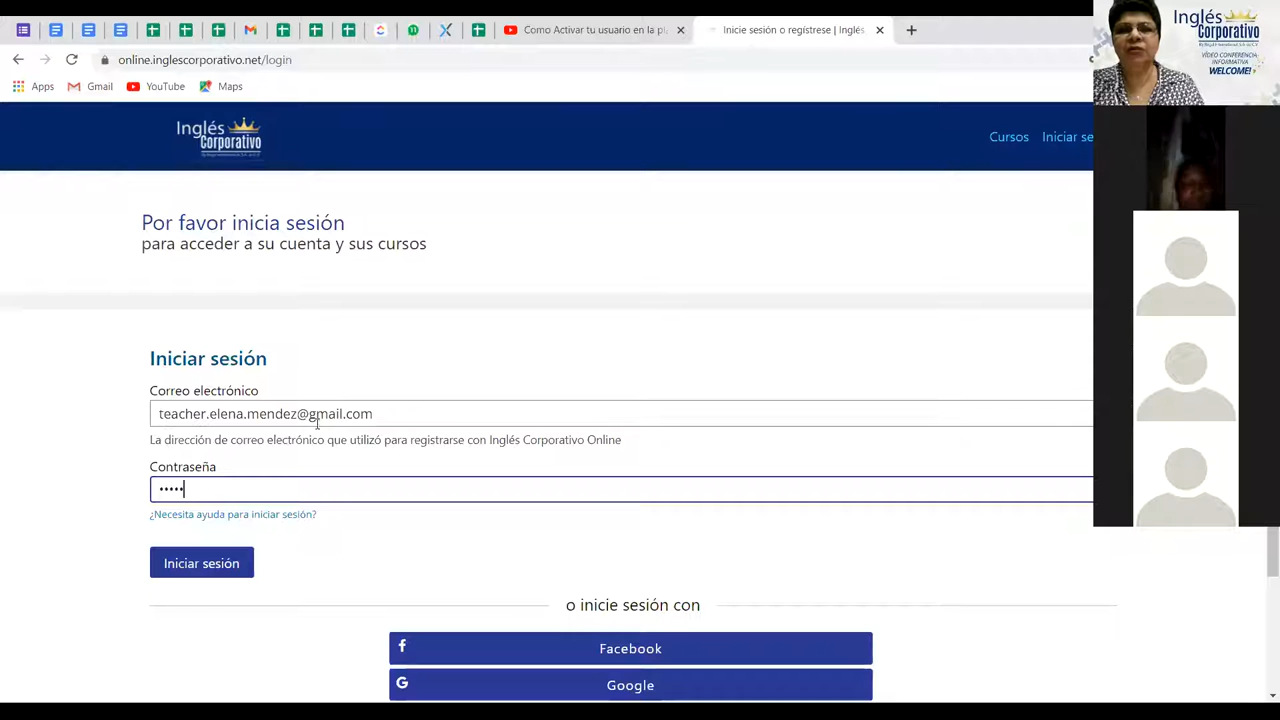 Como Activar tu usuario en la pl
Inicie sesión o regístrese | Inglés
online.inglescorporativo.net/login
Apps
Gmail
YouTube
Maps
Inglés
Corporativo
VÍDEO CONFERENCIA
INFORMATIVA
WELCOME!
Inglés
Corporativo
Cursos
Iniciar se
Por favor inicia sesión
para acceder a su cuenta y sus cursos
Iniciar sesión
Correo electrónico
teacher.elena.mendez@gmail.com
La dirección de correo electrónico que utilizó para registrarse con Inglés Corporativo Online
Contraseña
•••••
¿Necesita ayuda para iniciar sesión?
Iniciar sesión
o inicie sesión con
Facebook
Google